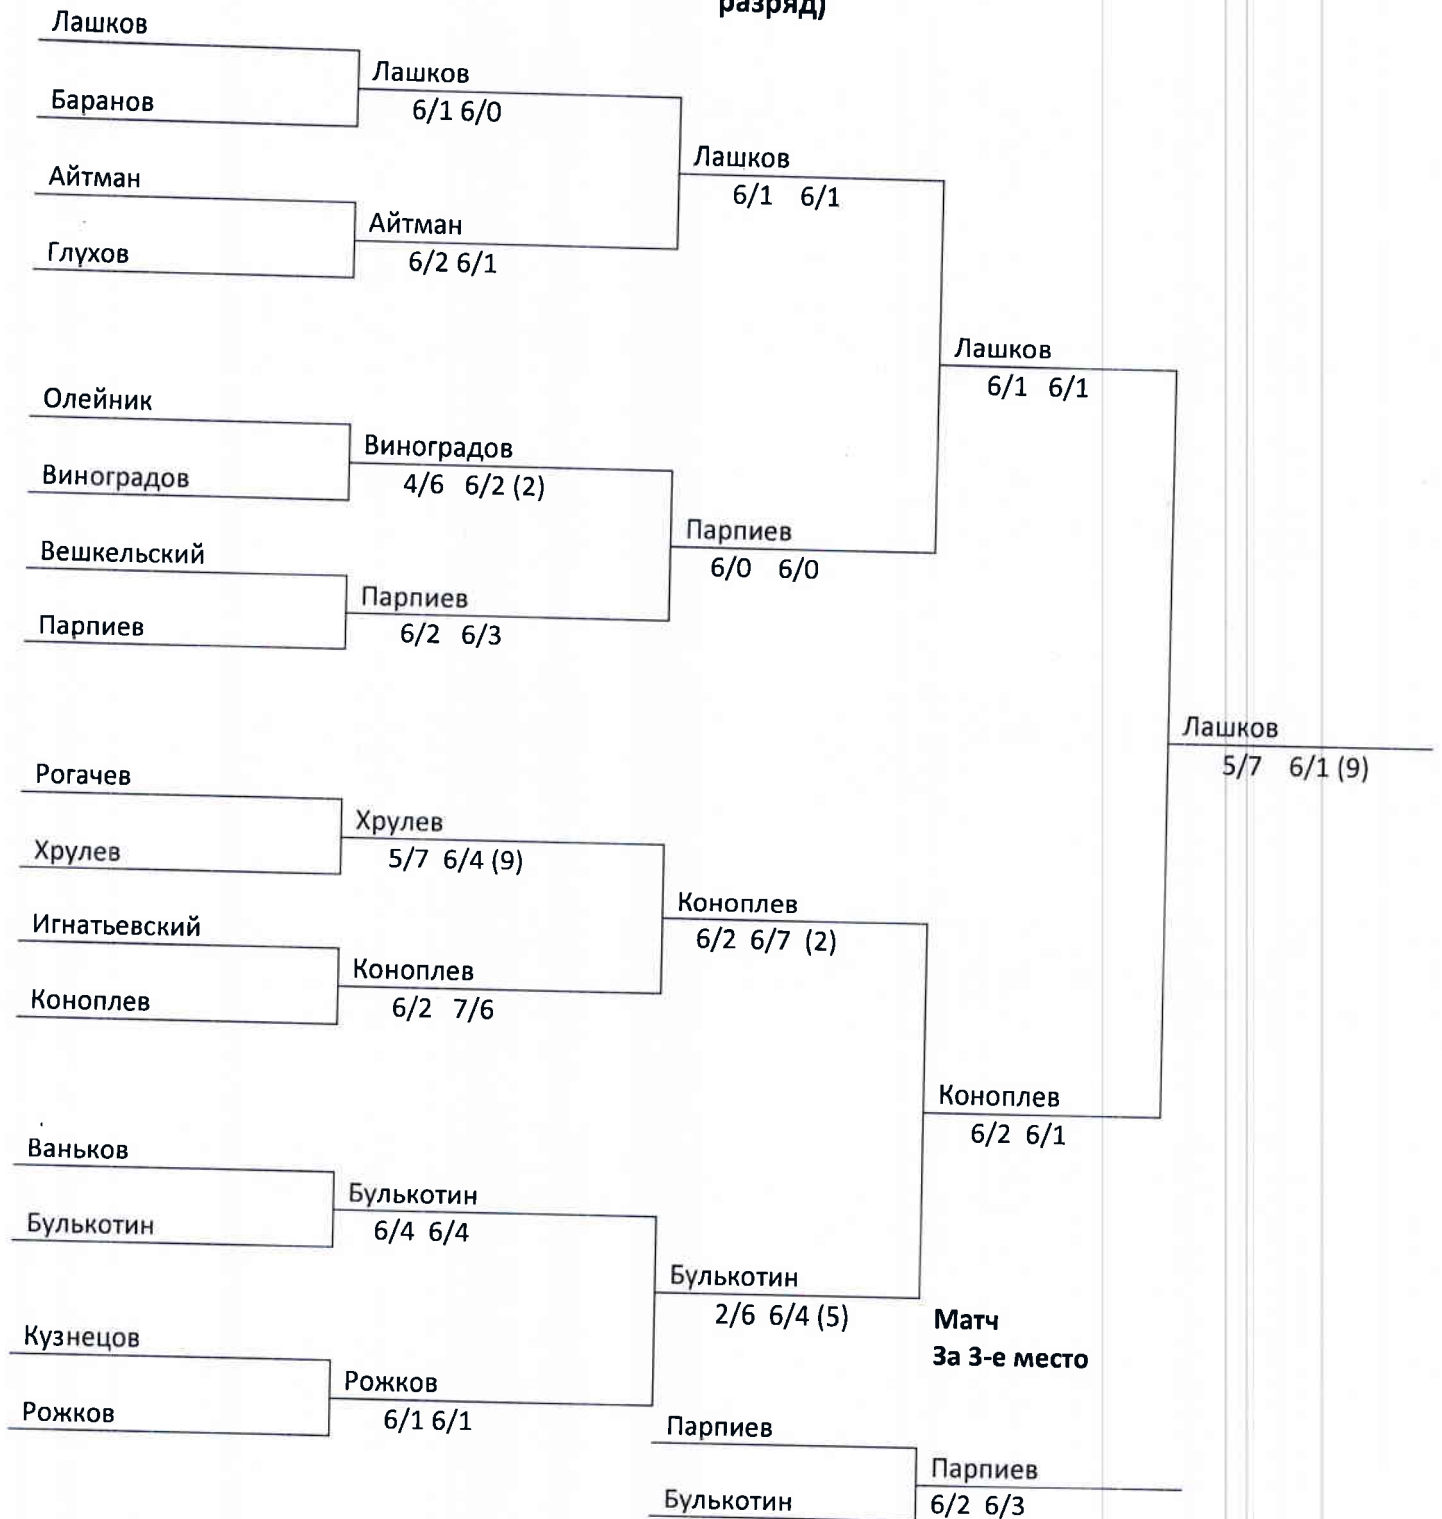 разряд)
Лашков
Лашков
6/1 6/0
Баранов
Лашков
6/1 6/1
Айтман
Айтман
6/2 6/1
Глухов
Лашков
6/1 6/1
Олейник
Виноградов
4/6 6/2 (2)
Виноградов
Парпиев
6/0 6/0
Вешкельский
Парпиев
6/2 6/3
Парпиев
Лашков
5/7 6/1 (9)
Рогачев
Хрулев
5/7 6/4 (9)
Хрулев
Коноплев
6/2 6/7 (2)
Игнатьевский
Коноплев
6/2 7/6
Коноплев
Коноплев
6/2 6/1
Ваньков
Булькотин
6/4 6/4
Булькотин
Булькотин
2/6 6/4 (5)
Матч
За 3-е место
Кузнецов
Рожков
6/1 6/1
Рожков
Парпиев
Парпиев
6/2 6/3
Булькотин